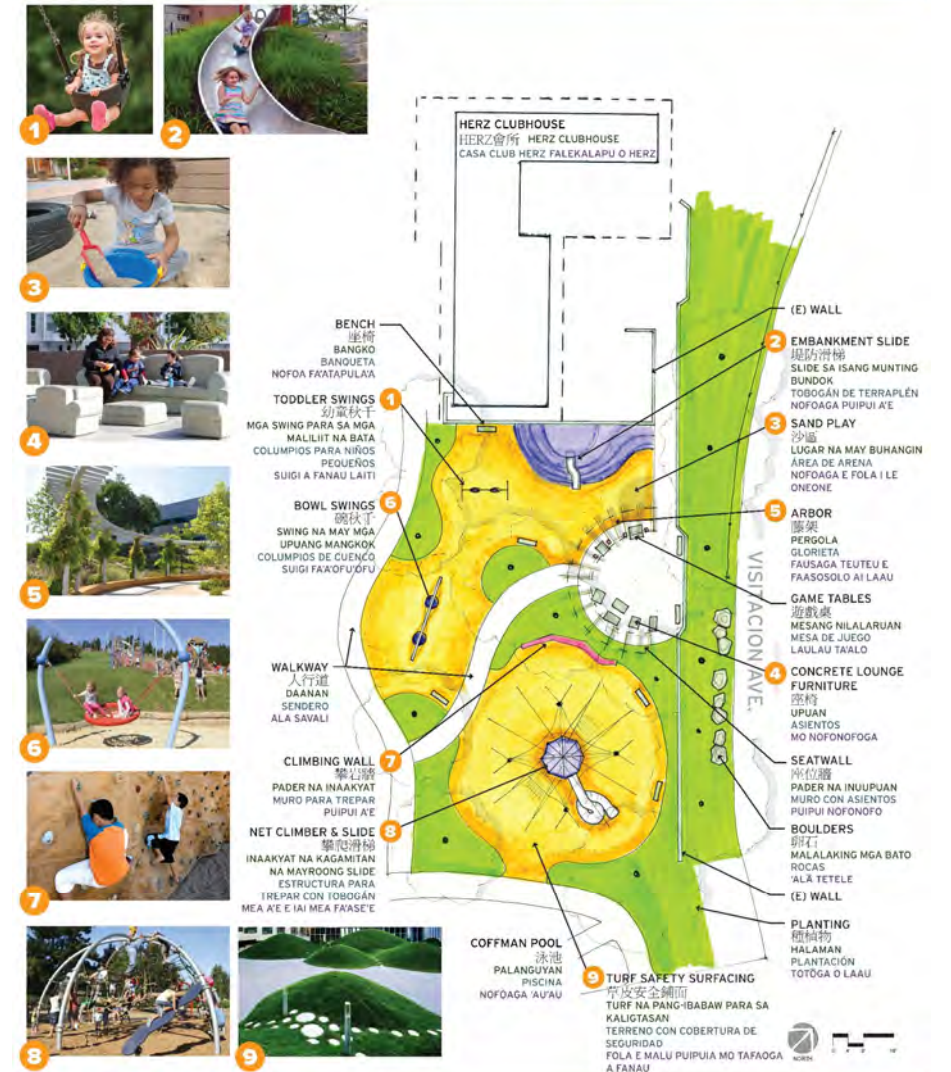 1
2
3
4
5
6
7
8
9
HERZ CLUBHOUSE
HERZ會所 HERZ CLUBHOUSE
CASA CLUB HERZ FALEKALAPU O HERZ
BENCH
座椅
BANGKO
BANQUETA
NOFOA FA'ATAPULA'A
TODDLER SWINGS 1
幼童秋千
MGA SWING PARA SA MGA
MALILIIT NA BATA
COLUMPIOS PARA NIÑOS
PEQUEÑOS
SUIGI A FANAU LAITI
BOWL SWINGS 6
碗秋千
SWING NA MAY MGA
UPUANG MANGKOK
COLUMPIOS DE CUENCO
SUIGI FA'A'OFU'OFU
WALKWAY
人行道
DAANAN
SENDERO
ALA SAVALI
CLIMBING WALL 7
攀岩牆
PADER NA INAAKYAT
MURO PARA TREPAR
PUIPUI A'E
NET CLIMBER & SLIDE 8
攀爬滑梯
INAAKYAT NA KAGAMITAN
NA MAYROONG SLIDE
ESTRUCTURA PARA
TREPAR CON TOBOGÁN
MEA A'E E IAI MEA FA'ASE'E
COFFMAN POOL
泳池
PALANGUYAN
PISCINA
NOFOAGA 'AU'AU
(E) WALL
2 EMBANKMENT SLIDE
堤防滑梯
SLIDE SA ISANG MUNTING
BUNDOK
TOBOGÁN DE TERRAPLÉN
NOFOAGA PUIPUI A'E
3 SAND PLAY
沙區
LUGAR NA MAY BUHANGIN
ÁREA DE ARENA
NOFOAGA E FOLA I LE
ONEONE
5 ARBOR
藤架
PERGOLA
GLORIETA
FAUSAGA TEUTEU E
FAASOSOLO AI LAAU
GAME TABLES
遊戲桌
MESANG NILALARUAN
MESA DE JUEGO
LAULAU TA'ALO
4 CONCRETE LOUNGE
FURNITURE
座椅
UPUAN
ASIENTOS
MO NOFONOFOGA
SEATWALL
座位牆
PADER NA INUUPUAN
MURO CON ASIENTOS
PUIPUI NOFONOFO
BOULDERS
卵石
MALALAKING MGA BATO
ROCAS
'ALĀ TETELE
(E) WALL
PLANTING
種植物
HALAMAN
PLANTACIÓN
TOTŌGA O LAAU
9 TURF SAFETY SURFACING
草皮安全鋪面
TURF NA PANG-IBABAW PARA SA
KALIGTASAN
TERRENO CON COBERTURA DE
SEGURIDAD
FOLA E MALU PUIPUIA MO TAFAOGA
A FANAU
VISITACION AVE.
NORTH